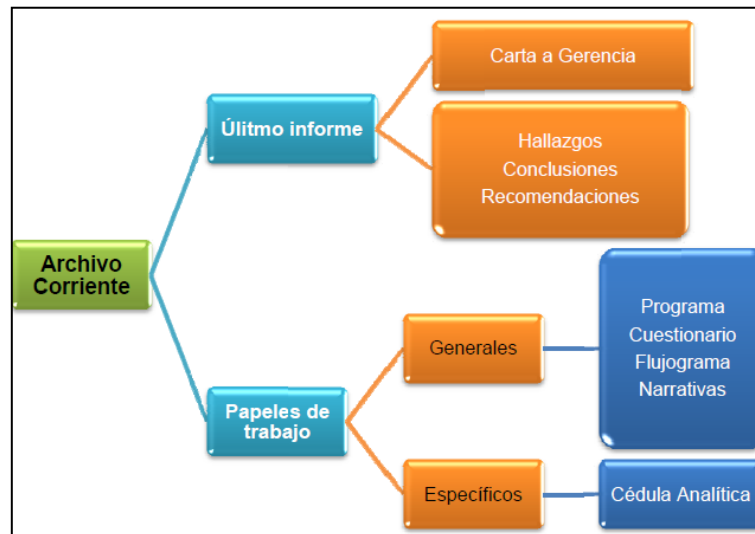 Carta a Gerencia
Úlitmo informe
Hallazgos
Conclusiones
Recomendaciones
Archivo
Corriente
Programa
Cuestionario
Flujograma
Narrativas
Generales
Papeles de
trabajo
Específicos
Cédula Analítica